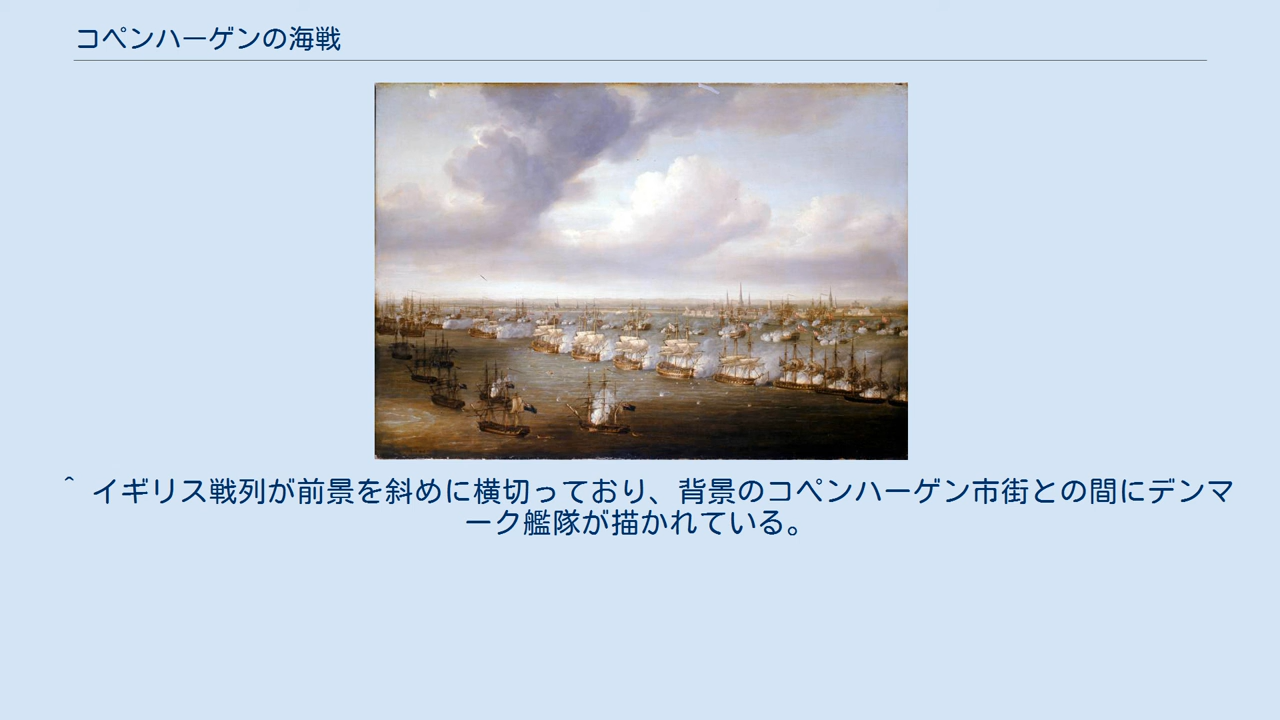 コペンハーゲンの海戦
^ イギリス戦列が前景を斜めに横切っており、背景のコペンハーゲン市街との間にデンマ
ーク艦隊が描かれている。